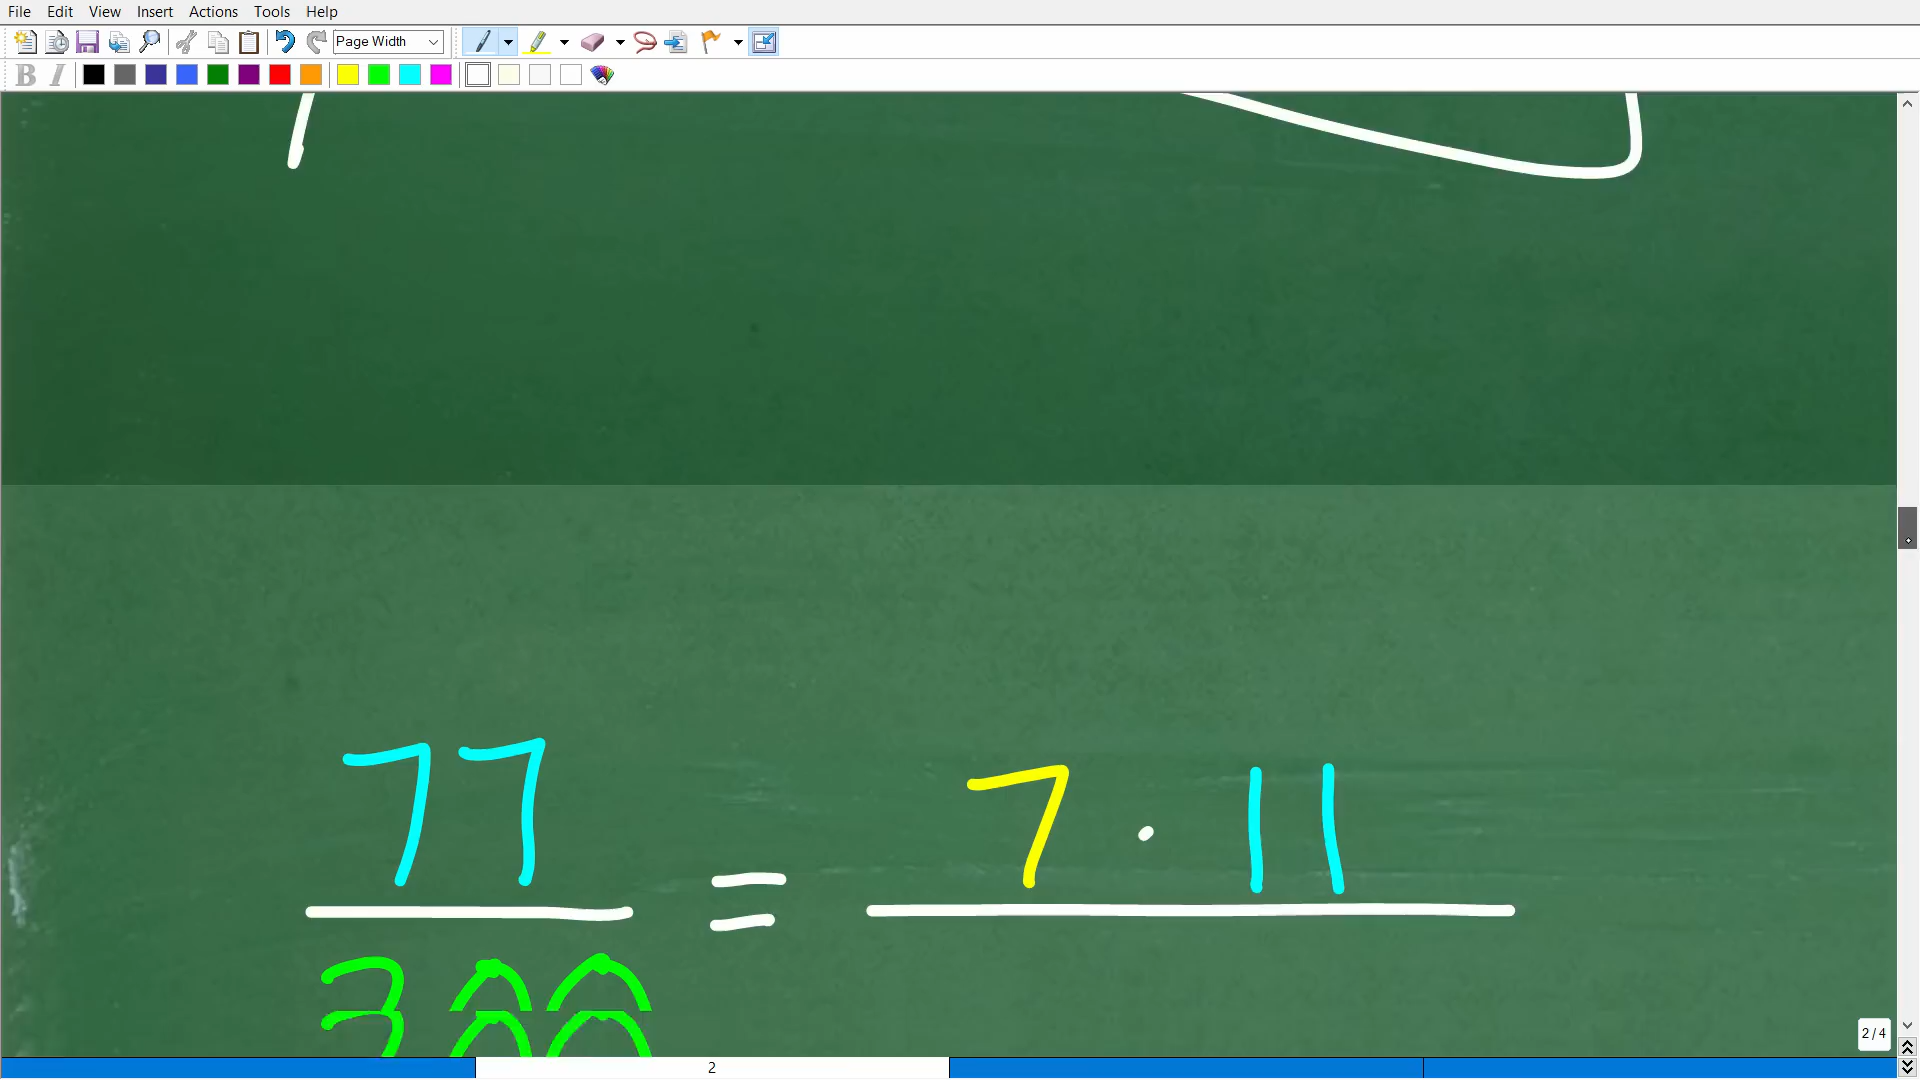 File Edit View Insert Actions Tools Help
Page Width
B I
77 = 7 · 11
2 / 4
2